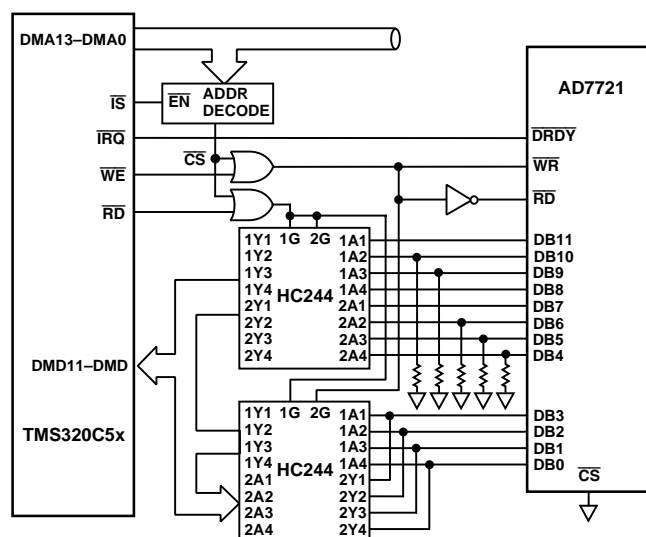 DMA13–DMA0
IS
EN
ADDR
DECODE
AD7721
IRQ
DRDY
CS
WE
WR
RD
RD
1Y1 1G 2G 1A1 DB11
1Y2 1A2 DB10
1Y3 1A3 DB9
1Y4 HC244 1A4 DB8
2Y1 2A1 DB7
2Y2 2A2 DB6
2Y3 2A3 DB5
2Y4 2A4 DB4
DMD11–DMD
TMS320C5x
1Y1 1G 2G 1A1 DB3
1Y2 1A2 DB2
1Y3 1A3 DB1
1Y4 HC244 1A4 DB0
2A1 2Y1
2A2 2Y2
2A3 2Y3
2A4 2Y4
CS